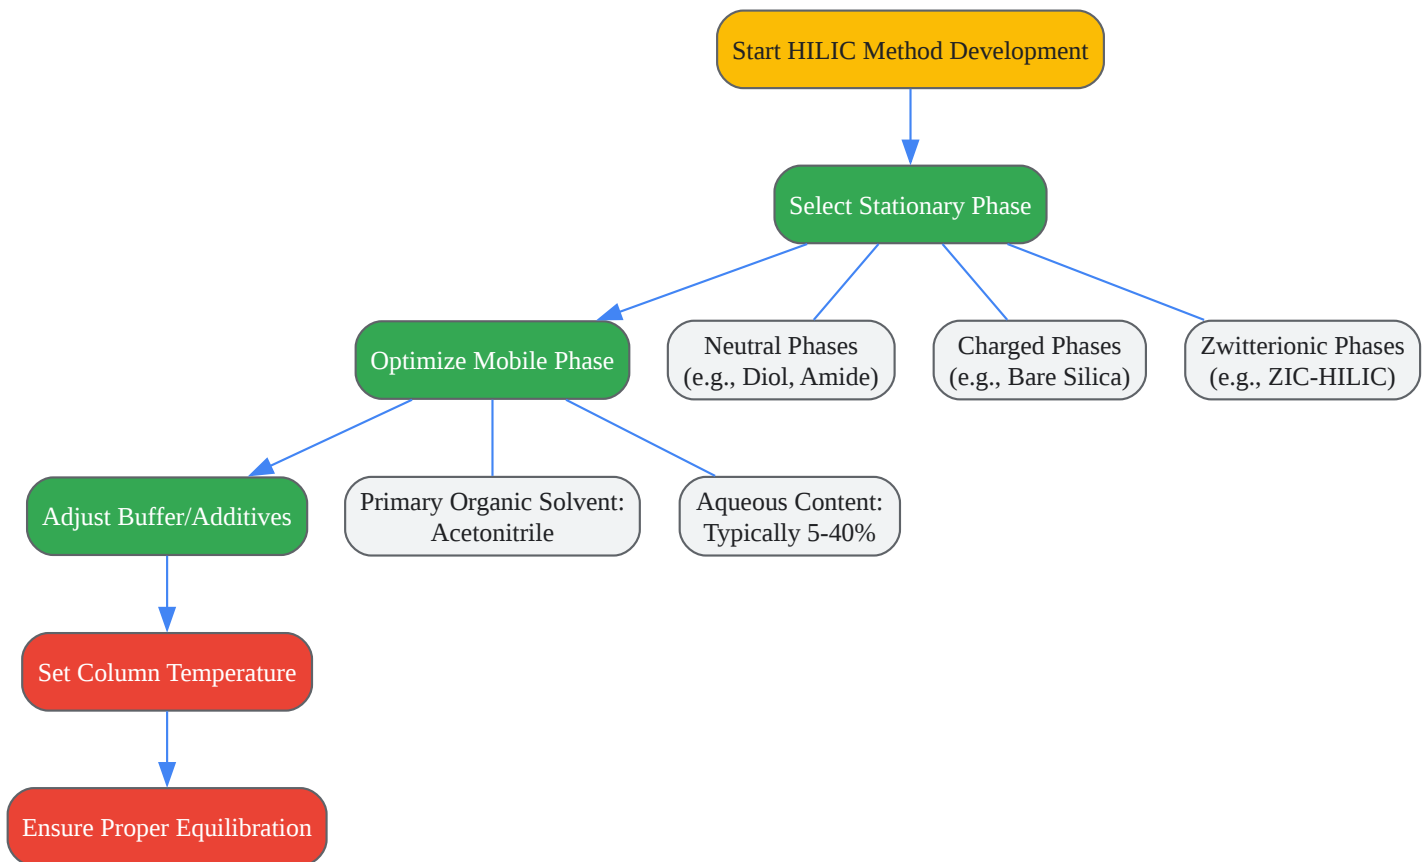 Start HILIC Method Development
Select Stationary Phase
Optimize Mobile Phase
Neutral Phases
(e.g., Diol, Amide)
Charged Phases
(e.g., Bare Silica)
Zwitterionic Phases
(e.g., ZIC-HILIC)
Adjust Buffer/Additives
Primary Organic Solvent:
Acetonitrile
Aqueous Content:
Typically 5-40%
Set Column Temperature
Ensure Proper Equilibration